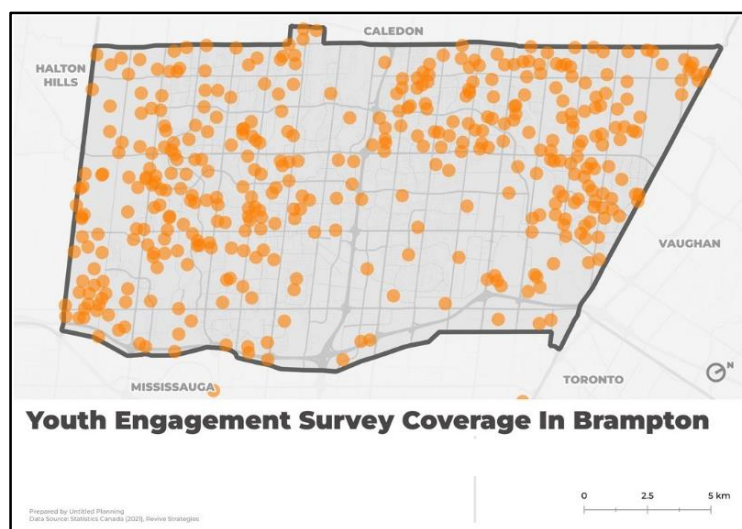 CALEDON
HALTON
HILLS
VAUGHAN
N
MISSISSAUGA
TORONTO
Youth Engagement Survey Coverage In Brampton
Prepared by Untitled Planning
Data Source: Statistics Canada (2021), Revive Strategies
0 2.5 5 km